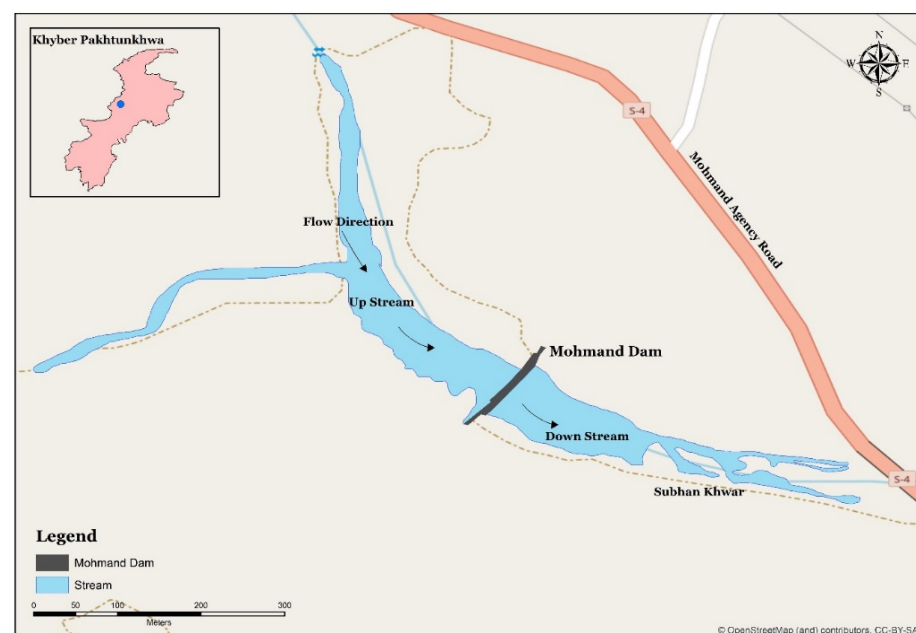 Khyber Pakhtunkhwa
N
W E
S
S-4
Mohmand Agency Road
Flow Direction
Up Stream
Mohmand Dam
Down Stream
S-4
Subhan Khwar
Legend
Mohmand Dam
Stream
0 50 100 200 300
Meters
© OpenStreetMap (and) contributors, CC-BY-SA